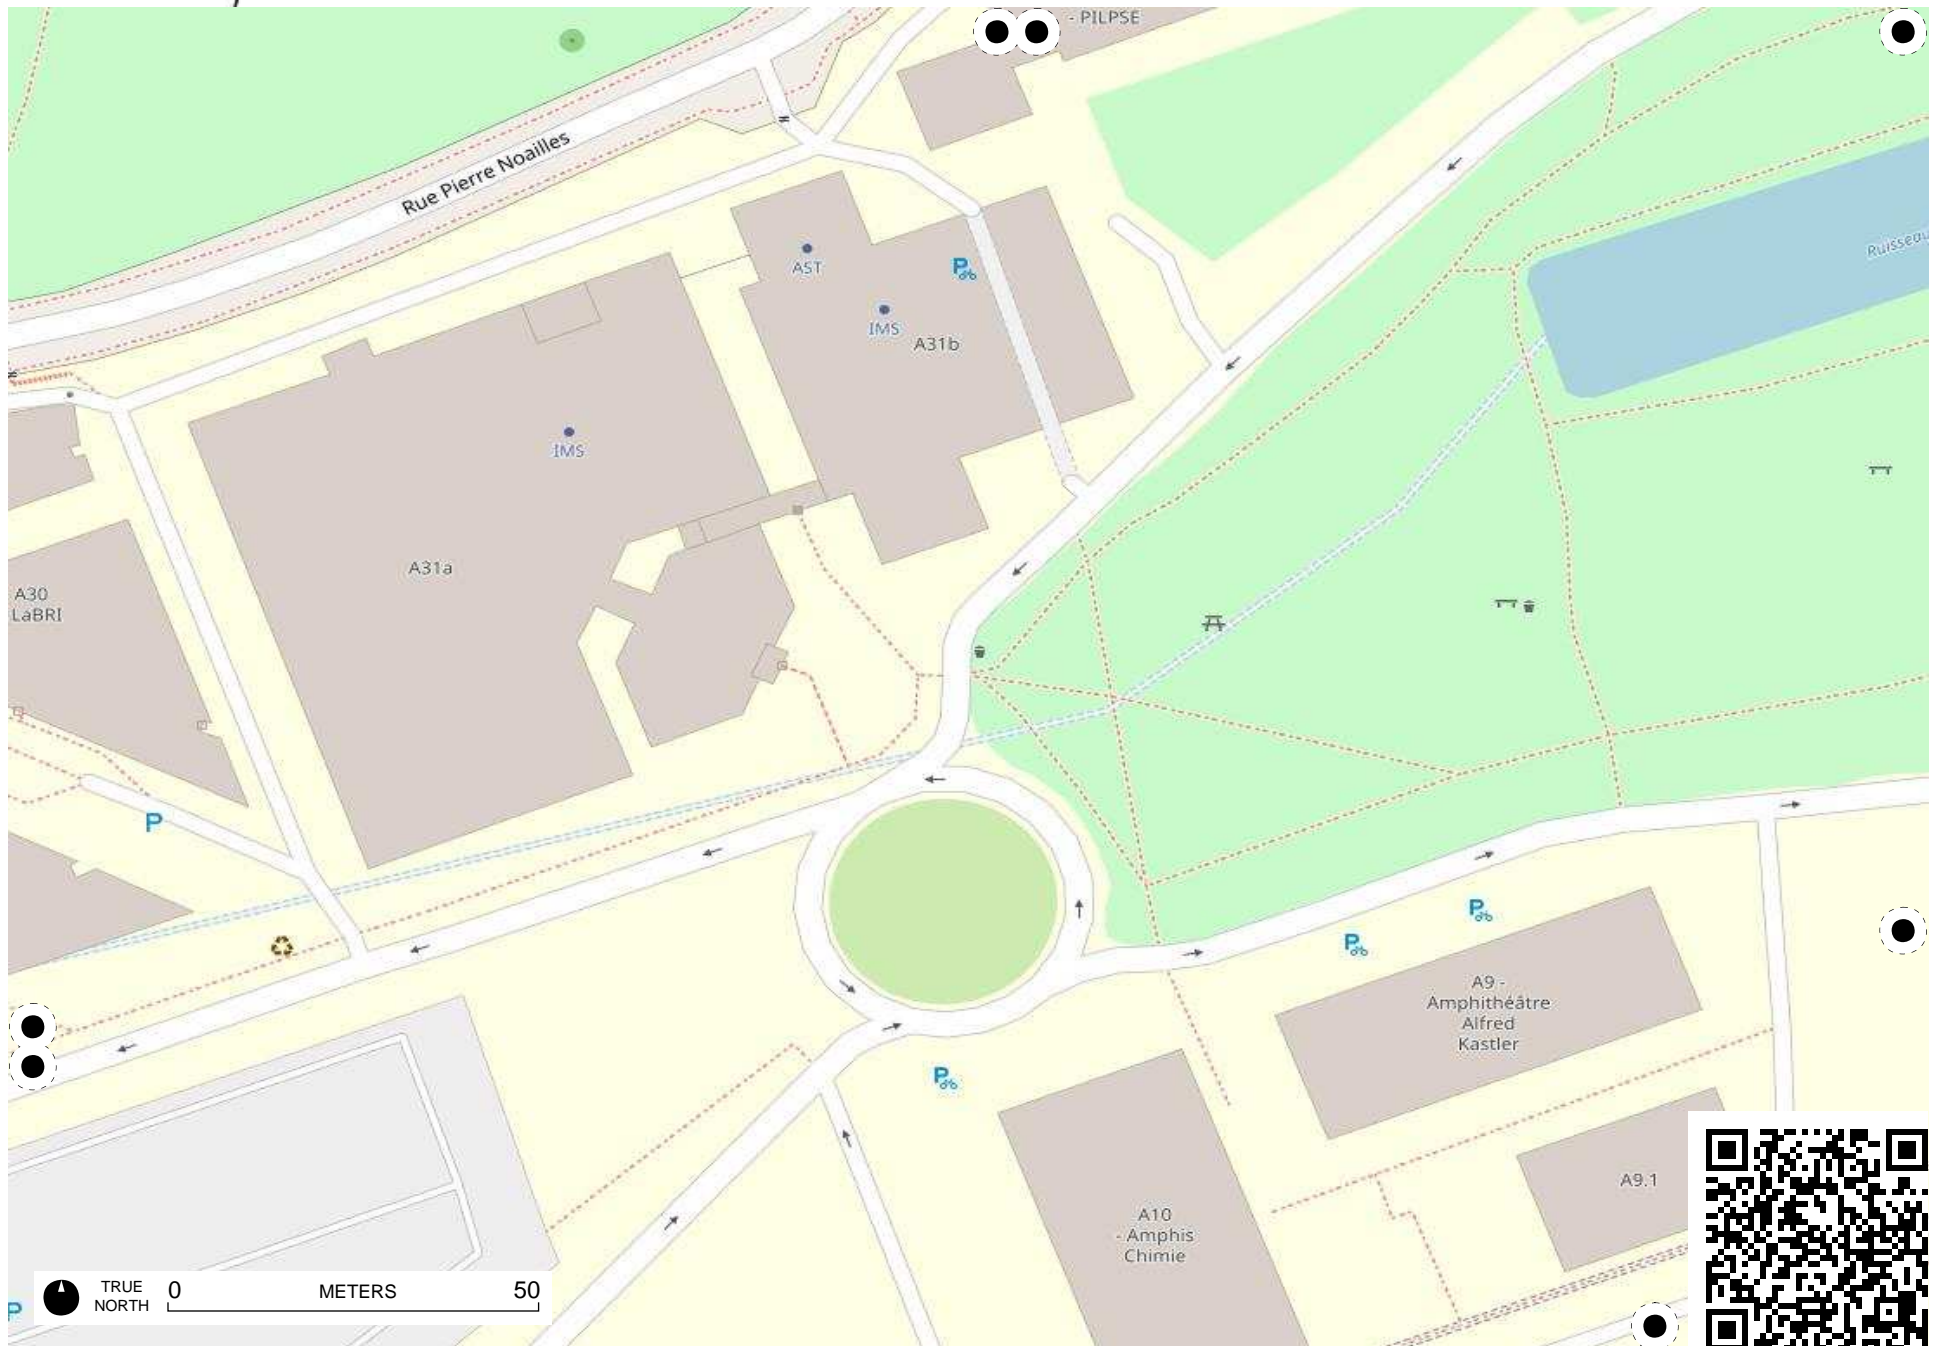 - PILPSE
Rue Pierre Noailles
Ruisseau
AST
IMS
A31b
IMS
A31a
A30
LaBRI
P
A9 -
Amphithéâtre
Alfred
Kastler
A9.1
A10
- Amphis
Chimie
TRUE
NORTH
0 METERS 50
P
P
P
P
P